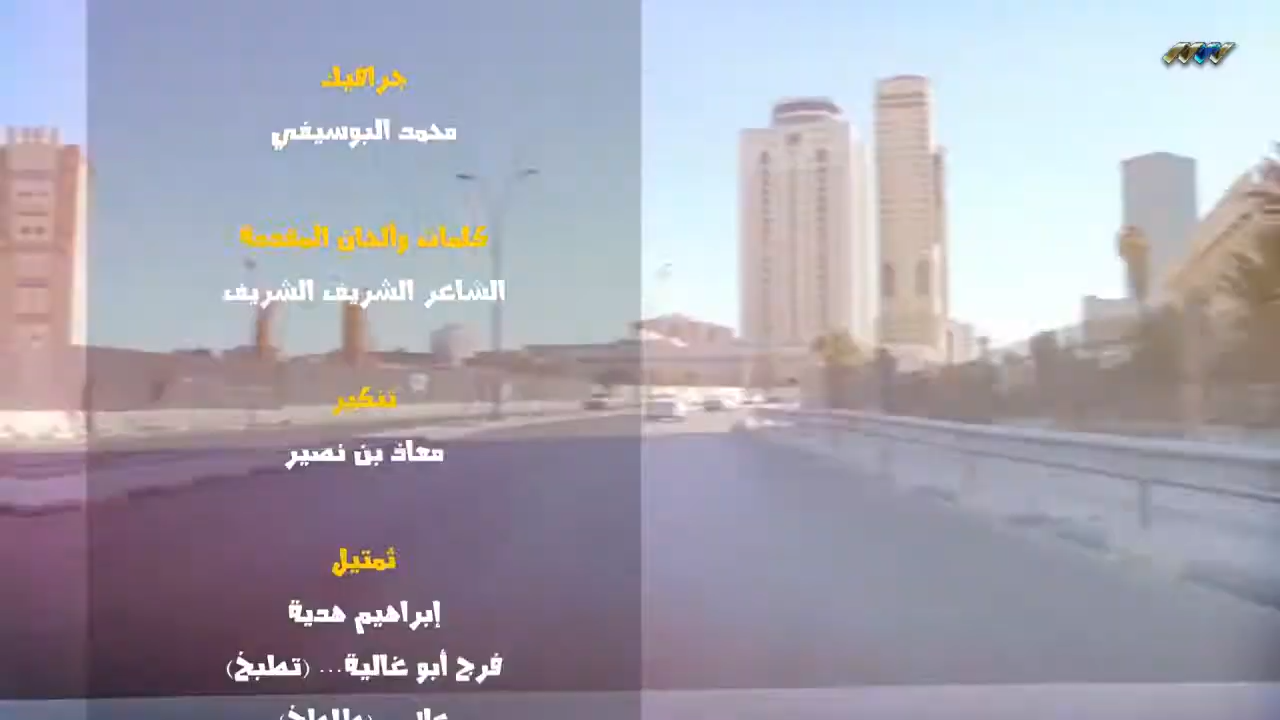 جرافيك
محمد البوسيفي
كلمات وألحان المقدمة
الشاعر الشريف الشريف
تنكير
معاذ بن نصير
تمثيل
إبراهيم هدية
فرج أبو غالية... (تطبخ)